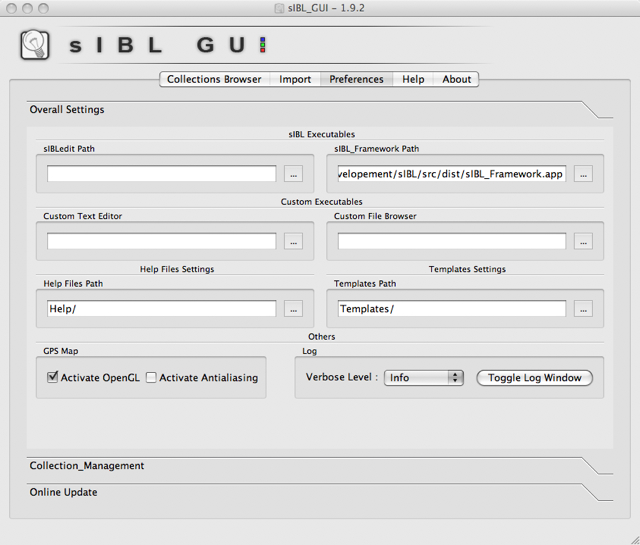 sIBL_GUI - 1.9.2
sIBL GUi
Collections Browser Import Preferences Help About
Overall Settings
sIBL Executables
sIBLedit Path sIBL_Framework Path
... velopement/sIBL/src/dist/sIBL_Framework.app ...
Custom Executables
Custom Text Editor Custom File Browser
... ...
Help Files Settings Templates Settings
Help Files Path Templates Path
Help/ ... Templates/ ...
Others
GPS Map Log
Activate OpenGL Activate Antialiasing Verbose Level : Info Toggle Log Window
Collection_Management
Online Update